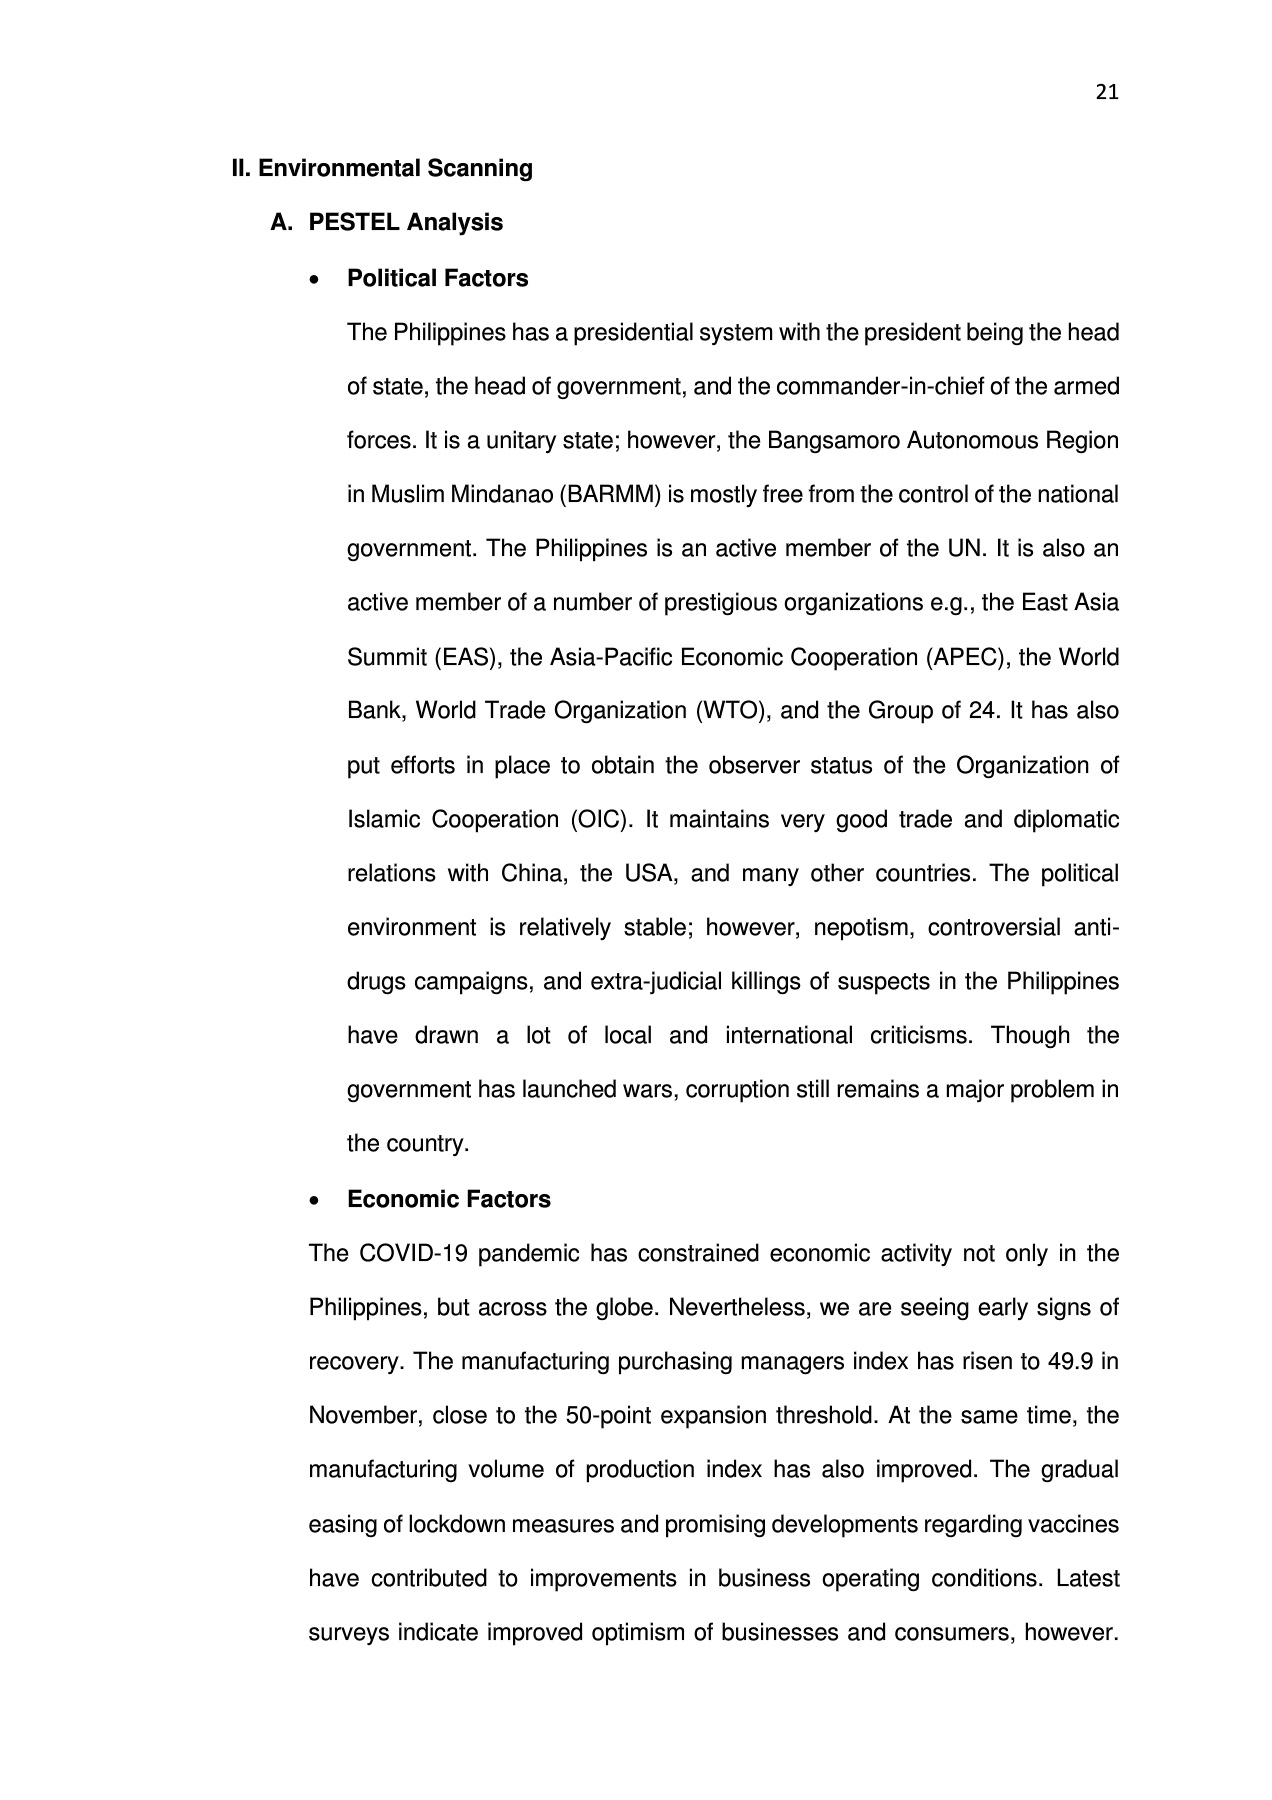 21
II. Environmental Scanning
A. PESTEL Analysis
• Political Factors
The Philippines has a presidential system with the president being the head
of state, the head of government, and the commander-in-chief of the armed
forces. It is a unitary state; however, the Bangsamoro Autonomous Region
in Muslim Mindanao (BARMM) is mostly free from the control of the national
government. The Philippines is an active member of the UN. It is also an
active member of a number of prestigious organizations e.g., the East Asia
Summit (EAS), the Asia-Pacific Economic Cooperation (APEC), the World
Bank, World Trade Organization (WTO), and the Group of 24. It has also
put efforts in place to obtain the observer status of the Organization of
Islamic Cooperation (OIC). It maintains very good trade and diplomatic
relations with China, the USA, and many other countries. The political
environment is relatively stable; however, nepotism, controversial anti-
drugs campaigns, and extra-judicial killings of suspects in the Philippines
have drawn a lot of local and international criticisms. Though the
government has launched wars, corruption still remains a major problem in
the country.
• Economic Factors
The COVID-19 pandemic has constrained economic activity not only in the
Philippines, but across the globe. Nevertheless, we are seeing early signs of
recovery. The manufacturing purchasing managers index has risen to 49.9 in
November, close to the 50-point expansion threshold. At the same time, the
manufacturing volume of production index has also improved. The gradual
easing of lockdown measures and promising developments regarding vaccines
have contributed to improvements in business operating conditions. Latest
surveys indicate improved optimism of businesses and consumers, however.